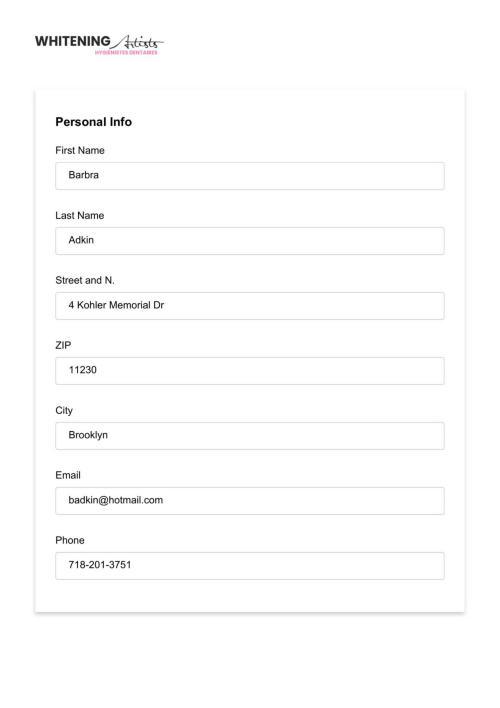 WHITENING Artists
HYGIÉNISTES DENTAIRES
Personal Info
First Name
Barbra
Last Name
Adkin
Street and N.
4 Kohler Memorial Dr
ZIP
11230
City
Brooklyn
Email
badkin@hotmail.com
Phone
718-201-3751